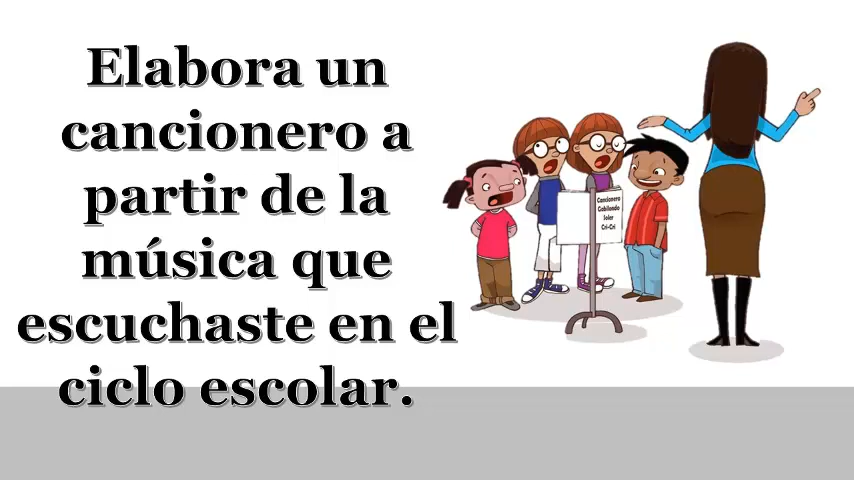 Elabora un
cancionero a
partir de la
música que
escuchaste en el
ciclo escolar.
Cancionero
Gabilondo
Soler
Cri-Cri